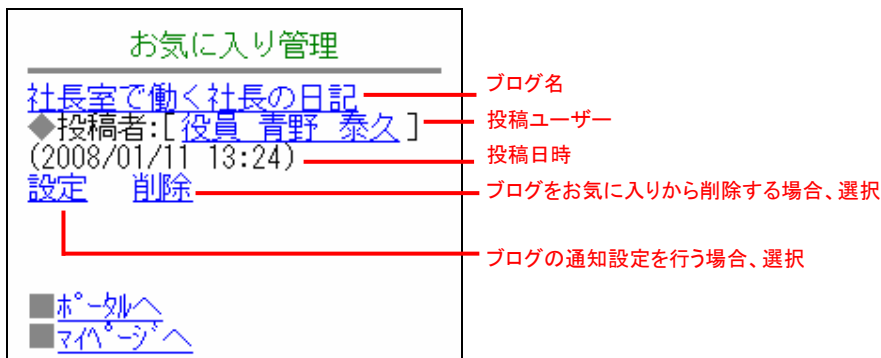 お気に入り管理
社長室で働く社長の日記
ブログ名
◆投稿者:[役員 青野 泰久]
投稿ユーザー
(2008/01/11 13:24)
投稿日時
設定 削除
ブログをお気に入りから削除する場合、選択
ブログの通知設定を行う場合、選択
■ﾎﾟｰﾀﾙへ
■ﾏｲﾍﾟｰｼﾞへ